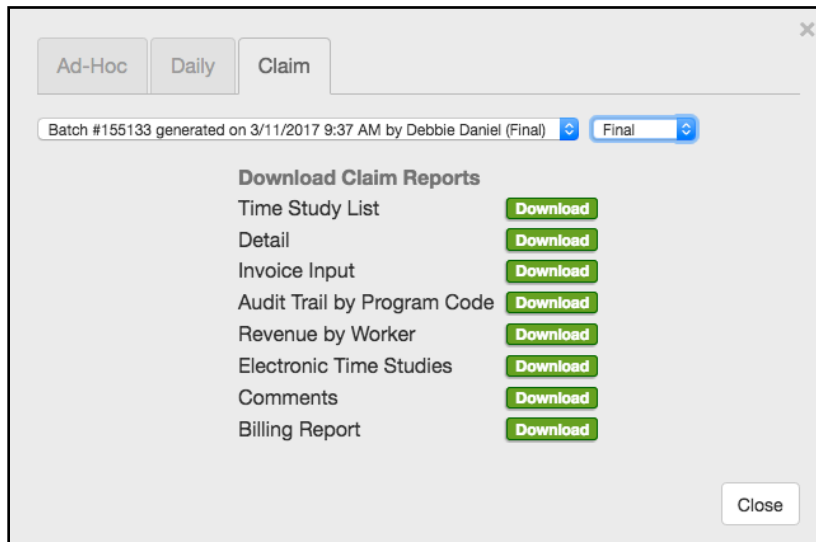 ×
Ad-Hoc Daily Claim
Batch #155133 generated on 3/11/2017 9:37 AM by Debbie Daniel (Final) Final
Download Claim Reports
Time Study List Download
Detail Download
Invoice Input Download
Audit Trail by Program Code Download
Revenue by Worker Download
Electronic Time Studies Download
Comments Download
Billing Report Download
Close